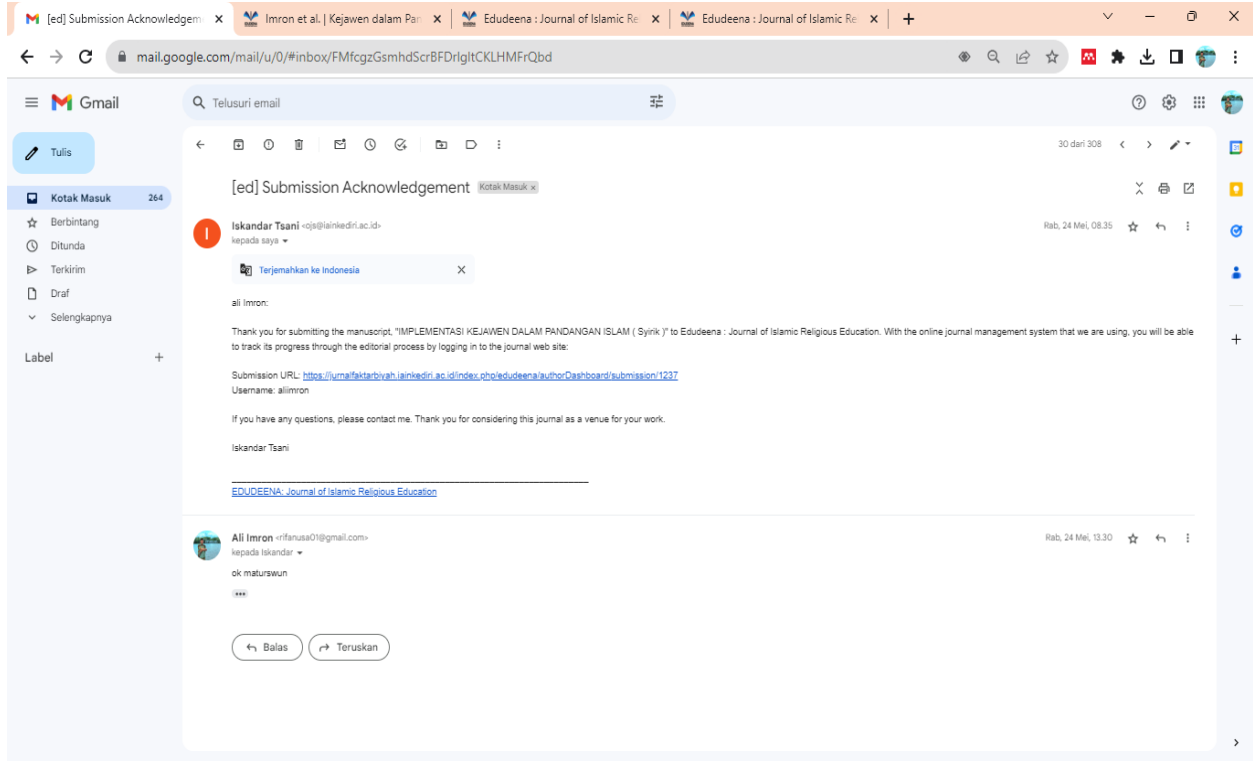 [ed] Submission Acknowledgem
Imron et al. | Kejawen dalam Pan
Edudeena : Journal of Islamic Re
Edudeena : Journal of Islamic Re
mail.google.com/mail/u/0/#inbox/FMfcgzGsmhdScrBFDrlgltCKLHMFrQbd
Gmail
Telusuri email
Tulis
30 dari 308
Kotak Masuk 264
Berbintang
Ditunda
Terkirim
Draf
Selengkapnya
Label
[ed] Submission Acknowledgement Kotak Masuk x
Iskandar Tsani <ojs@iainkediri.ac.id> Rab, 24 Mei, 08.35
kepada saya
Terjemahkan ke Indonesia
ali Imron:
Thank you for submitting the manuscript, "IMPLEMENTASI KEJAWEN DALAM PANDANGAN ISLAM ( Syirik )" to Edudeena : Journal of Islamic Religious Education. With the online journal management system that we are using, you will be able
to track its progress through the editorial process by logging in to the journal web site:
Submission URL: https://jurnalfaktarbiyah.iainkediri.ac.id/index.php/edudeena/authorDashboard/submission/1237
Username: aliimron
If you have any questions, please contact me. Thank you for considering this journal as a venue for your work.
Iskandar Tsani
EDUDEENA: Journal of Islamic Religious Education
Ali Imron <rifanusa01@gmail.com> Rab, 24 Mei, 13.30
kepada Iskandar
ok maturswun
Balas
Teruskan